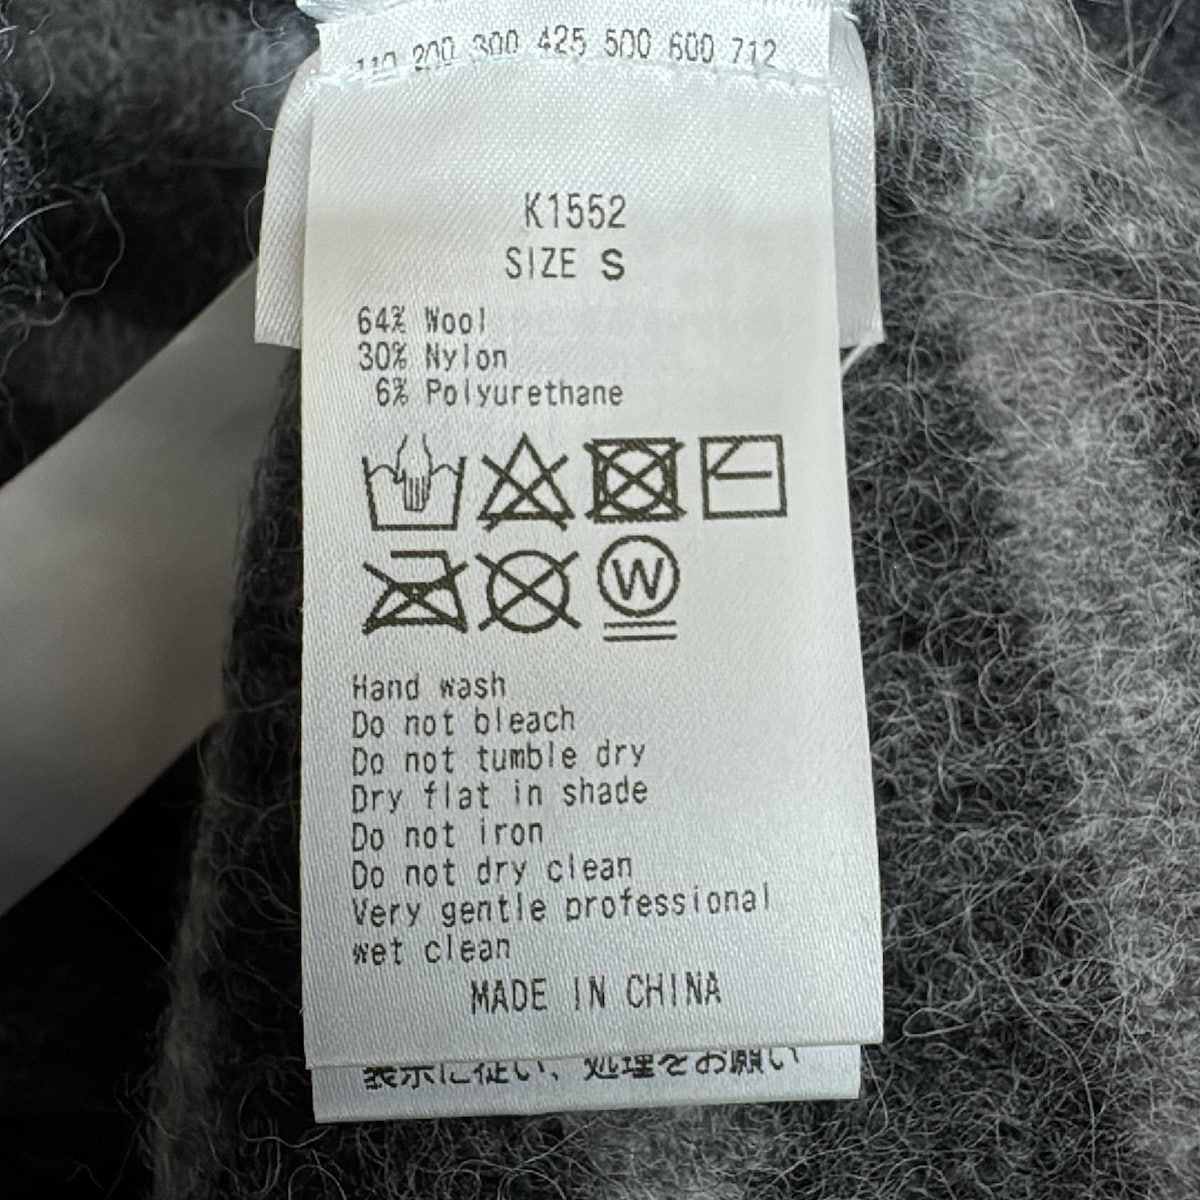 110 200 300 425 500 600 712
K1552
SIZE S
64% Wool
30% Nylon
6% Polyurethane
W
Hand wash
Do not bleach
Do not tumble dry
Dry flat in shade
Do not iron
Do not dry clean
Very gentle professional
wet clean
MADE IN CHINA
表示に従い、処理をお願い